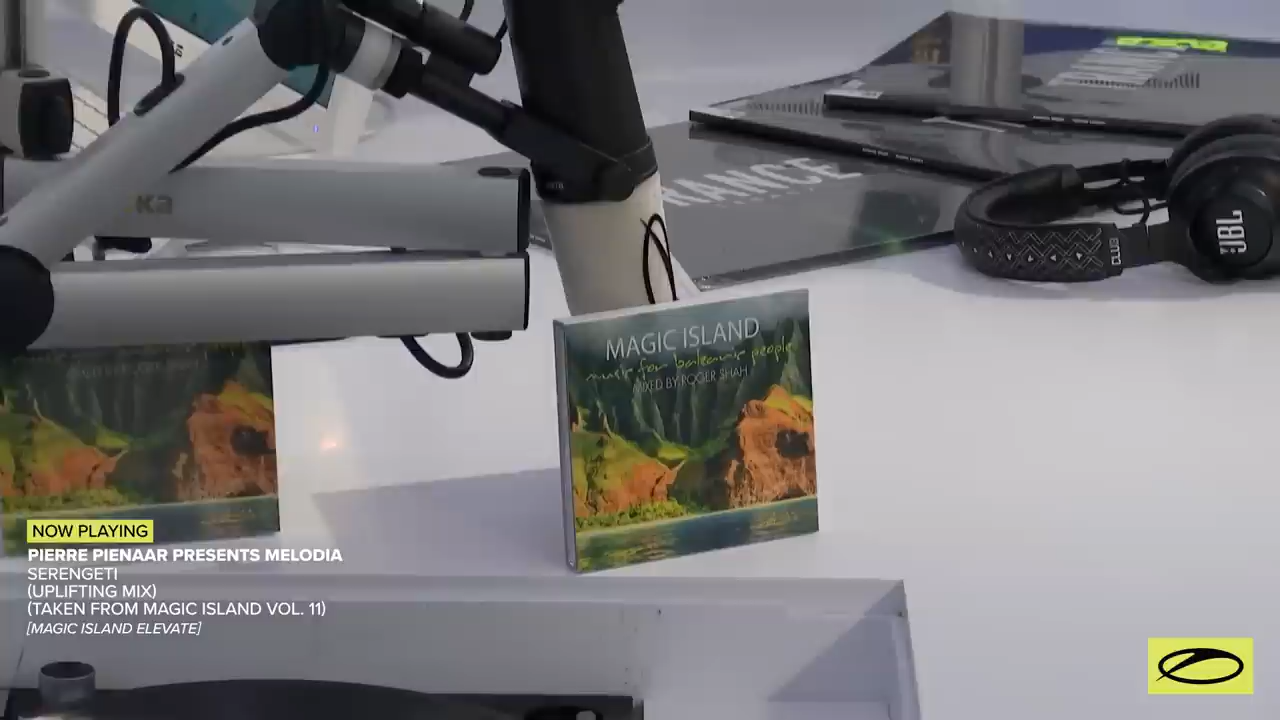 KA
RANCE
JBL
CLUB
MAGIC ISLAND
music for balearic people
MIXED BY ROGER SHAH
NOW PLAYING
PIERRE PIENAAR PRESENTS MELODIA
SERENGETI
(UPLIFTING MIX)
(TAKEN FROM MAGIC ISLAND VOL. 11)
[MAGIC ISLAND ELEVATE]